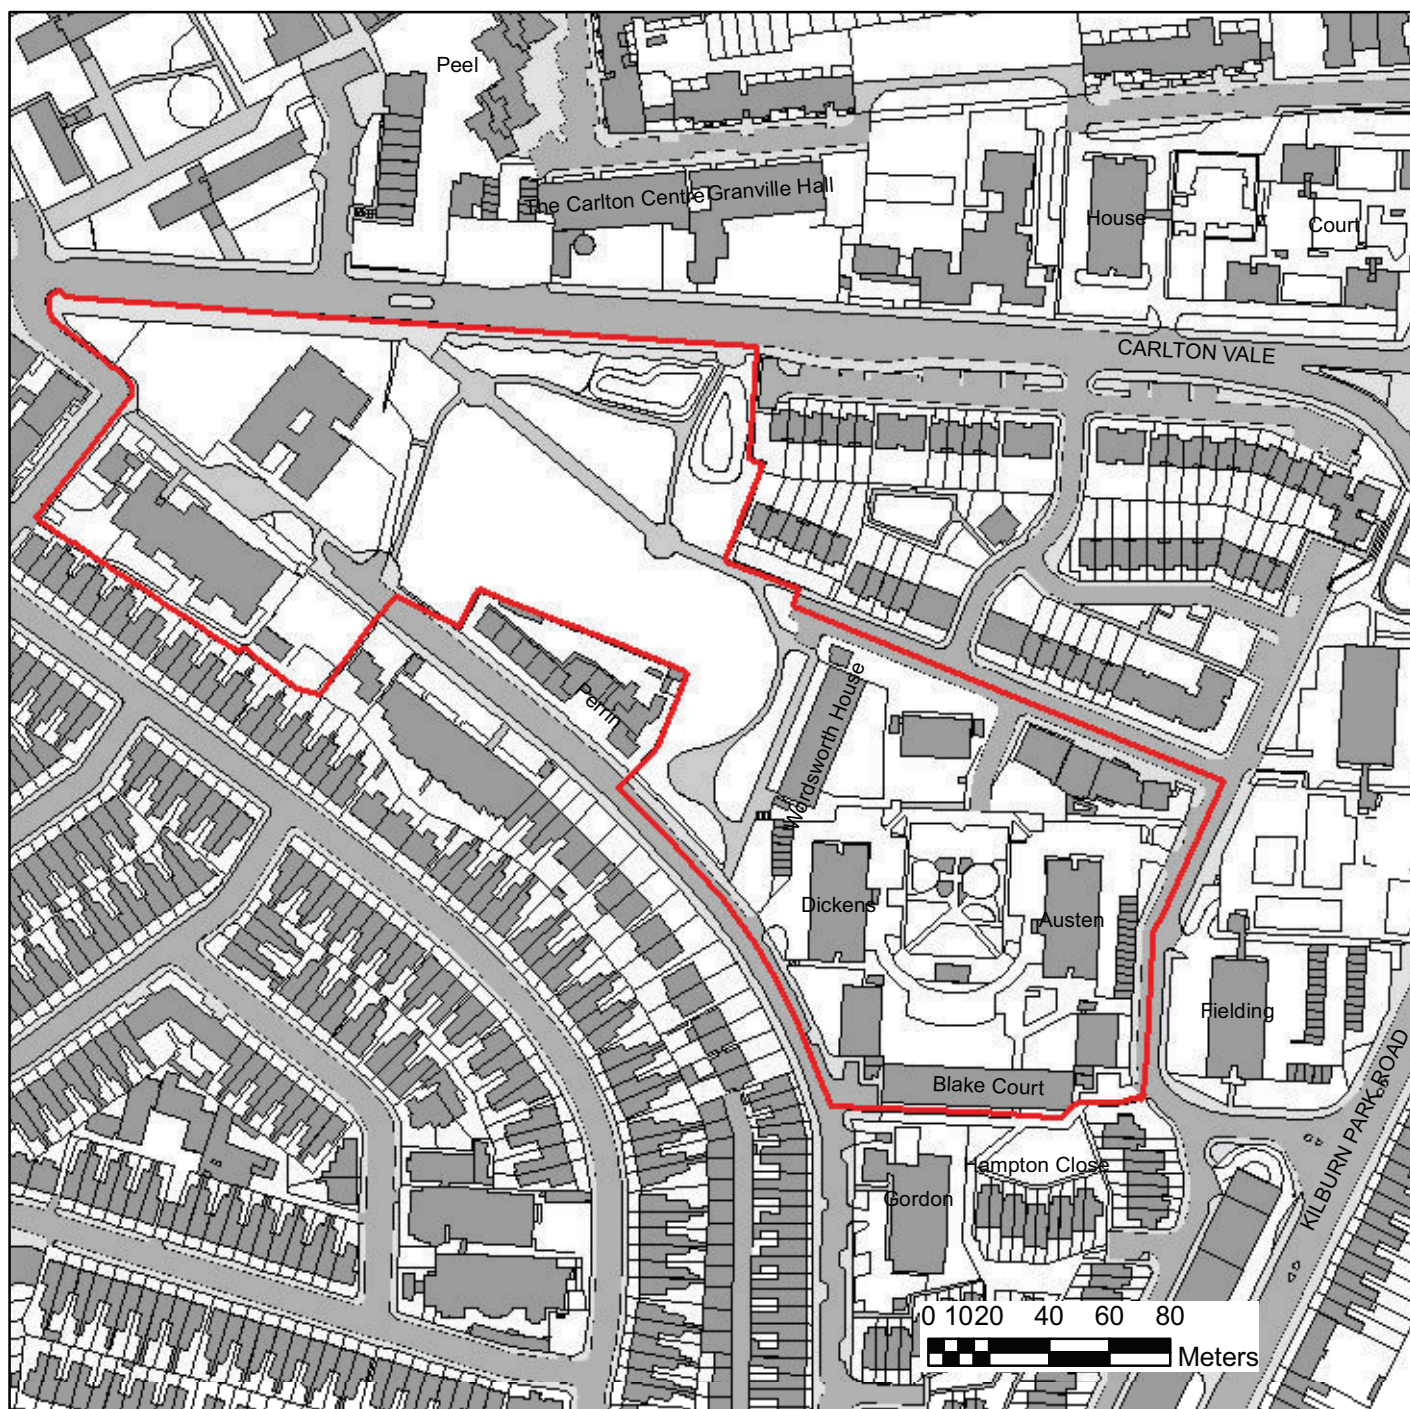 Peel
The Carlton Centre
Granville Hall
House
Court
CARLTON VALE
Perrin
Wordsworth House
Dickens
Austen
Fielding
Blake Court
KILBURN PARK ROAD
Hampton Close
Gordon
0 10 20 40 60 80
Meters